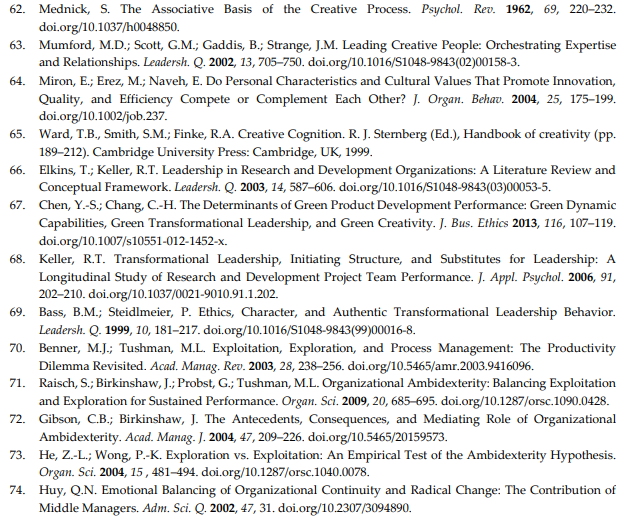 62. Mednick, S. The Associative Basis of the Creative Process. Psychol. Rev. 1962, 69, 220–232.
doi.org/10.1037/h0048850.
63. Mumford, M.D.; Scott, G.M.; Gaddis, B.; Strange, J.M. Leading Creative People: Orchestrating Expertise
and Relationships. Leadersh. Q. 2002, 13, 705–750. doi.org/10.1016/S1048-9843(02)00158-3.
64. Miron, E.; Erez, M.; Naveh, E. Do Personal Characteristics and Cultural Values That Promote Innovation,
Quality, and Efficiency Compete or Complement Each Other? J. Organ. Behav. 2004, 25, 175–199.
doi.org/10.1002/job.237.
65. Ward, T.B., Smith, S.M.; Finke, R.A. Creative Cognition. R. J. Sternberg (Ed.), Handbook of creativity (pp.
189–212). Cambridge University Press: Cambridge, UK, 1999.
66. Elkins, T.; Keller, R.T. Leadership in Research and Development Organizations: A Literature Review and
Conceptual Framework. Leadersh. Q. 2003, 14, 587–606. doi.org/10.1016/S1048-9843(03)00053-5.
67. Chen, Y.-S.; Chang, C.-H. The Determinants of Green Product Development Performance: Green Dynamic
Capabilities, Green Transformational Leadership, and Green Creativity. J. Bus. Ethics 2013, 116, 107–119.
doi.org/10.1007/s10551-012-1452-x.
68. Keller, R.T. Transformational Leadership, Initiating Structure, and Substitutes for Leadership: A
Longitudinal Study of Research and Development Project Team Performance. J. Appl. Psychol. 2006, 91,
202–210. doi.org/10.1037/0021-9010.91.1.202.
69. Bass, B.M.; Steidlmeier, P. Ethics, Character, and Authentic Transformational Leadership Behavior.
Leadersh. Q. 1999, 10, 181–217. doi.org/10.1016/S1048-9843(99)00016-8.
70. Benner, M.J.; Tushman, M.L. Exploitation, Exploration, and Process Management: The Productivity
Dilemma Revisited. Acad. Manag. Rev. 2003, 28, 238–256. doi.org/10.5465/amr.2003.9416096.
71. Raisch, S.; Birkinshaw, J.; Probst, G.; Tushman, M.L. Organizational Ambidexterity: Balancing Exploitation
and Exploration for Sustained Performance. Organ. Sci. 2009, 20, 685–695. doi.org/10.1287/orsc.1090.0428.
72. Gibson, C.B.; Birkinshaw, J. The Antecedents, Consequences, and Mediating Role of Organizational
Ambidexterity. Acad. Manag. J. 2004, 47, 209–226. doi.org/10.5465/20159573.
73. He, Z.-L.; Wong, P.-K. Exploration vs. Exploitation: An Empirical Test of the Ambidexterity Hypothesis.
Organ. Sci. 2004, 15 , 481–494. doi.org/10.1287/orsc.1040.0078.
74. Huy, Q.N. Emotional Balancing of Organizational Continuity and Radical Change: The Contribution of
Middle Managers. Adm. Sci. Q. 2002, 47, 31. doi.org/10.2307/3094890.